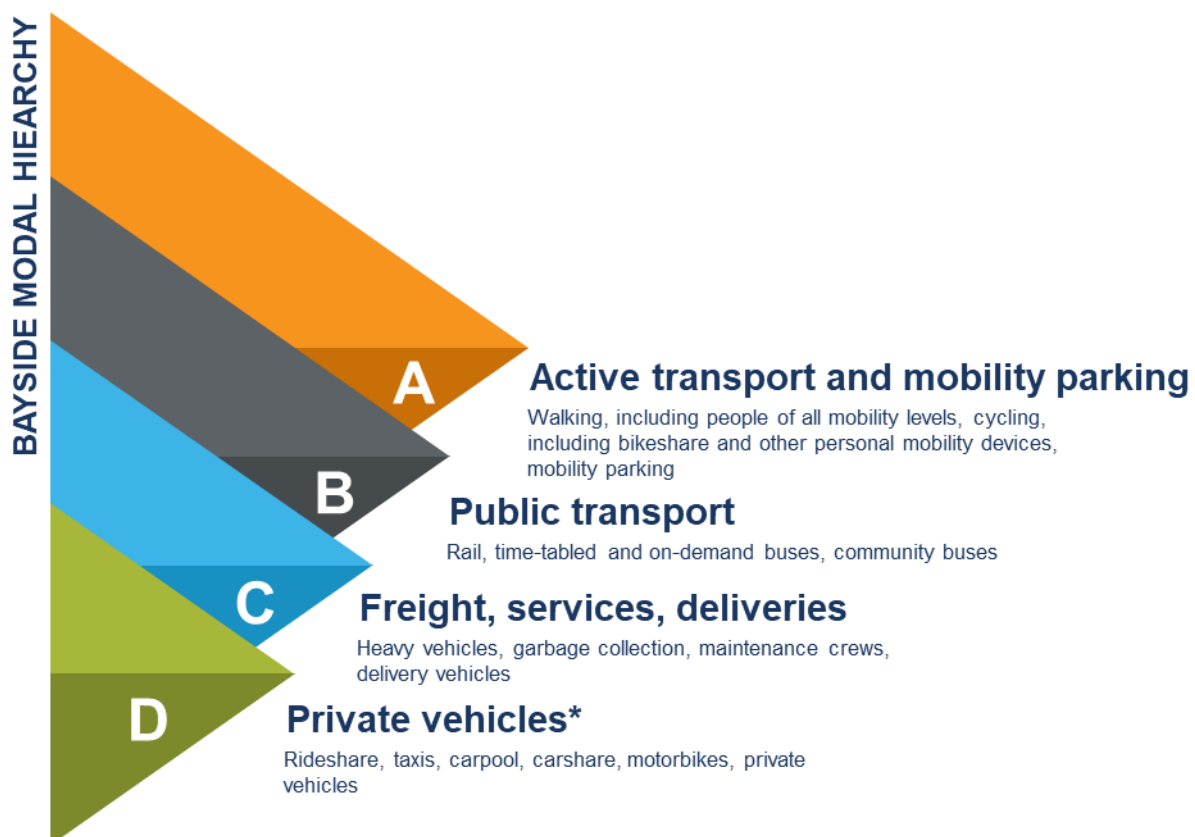 BAYSIDE MODAL HIEARCHY
A
Active transport and mobility parking
Walking, including people of all mobility levels, cycling,
including bikeshare and other personal mobility devices,
mobility parking
B
Public transport
Rail, time-tabled and on-demand buses, community buses
C
Freight, services, deliveries
Heavy vehicles, garbage collection, maintenance crews,
delivery vehicles
D
Private vehicles*
Rideshare, taxis, carpool, carshare, motorbikes, private
vehicles